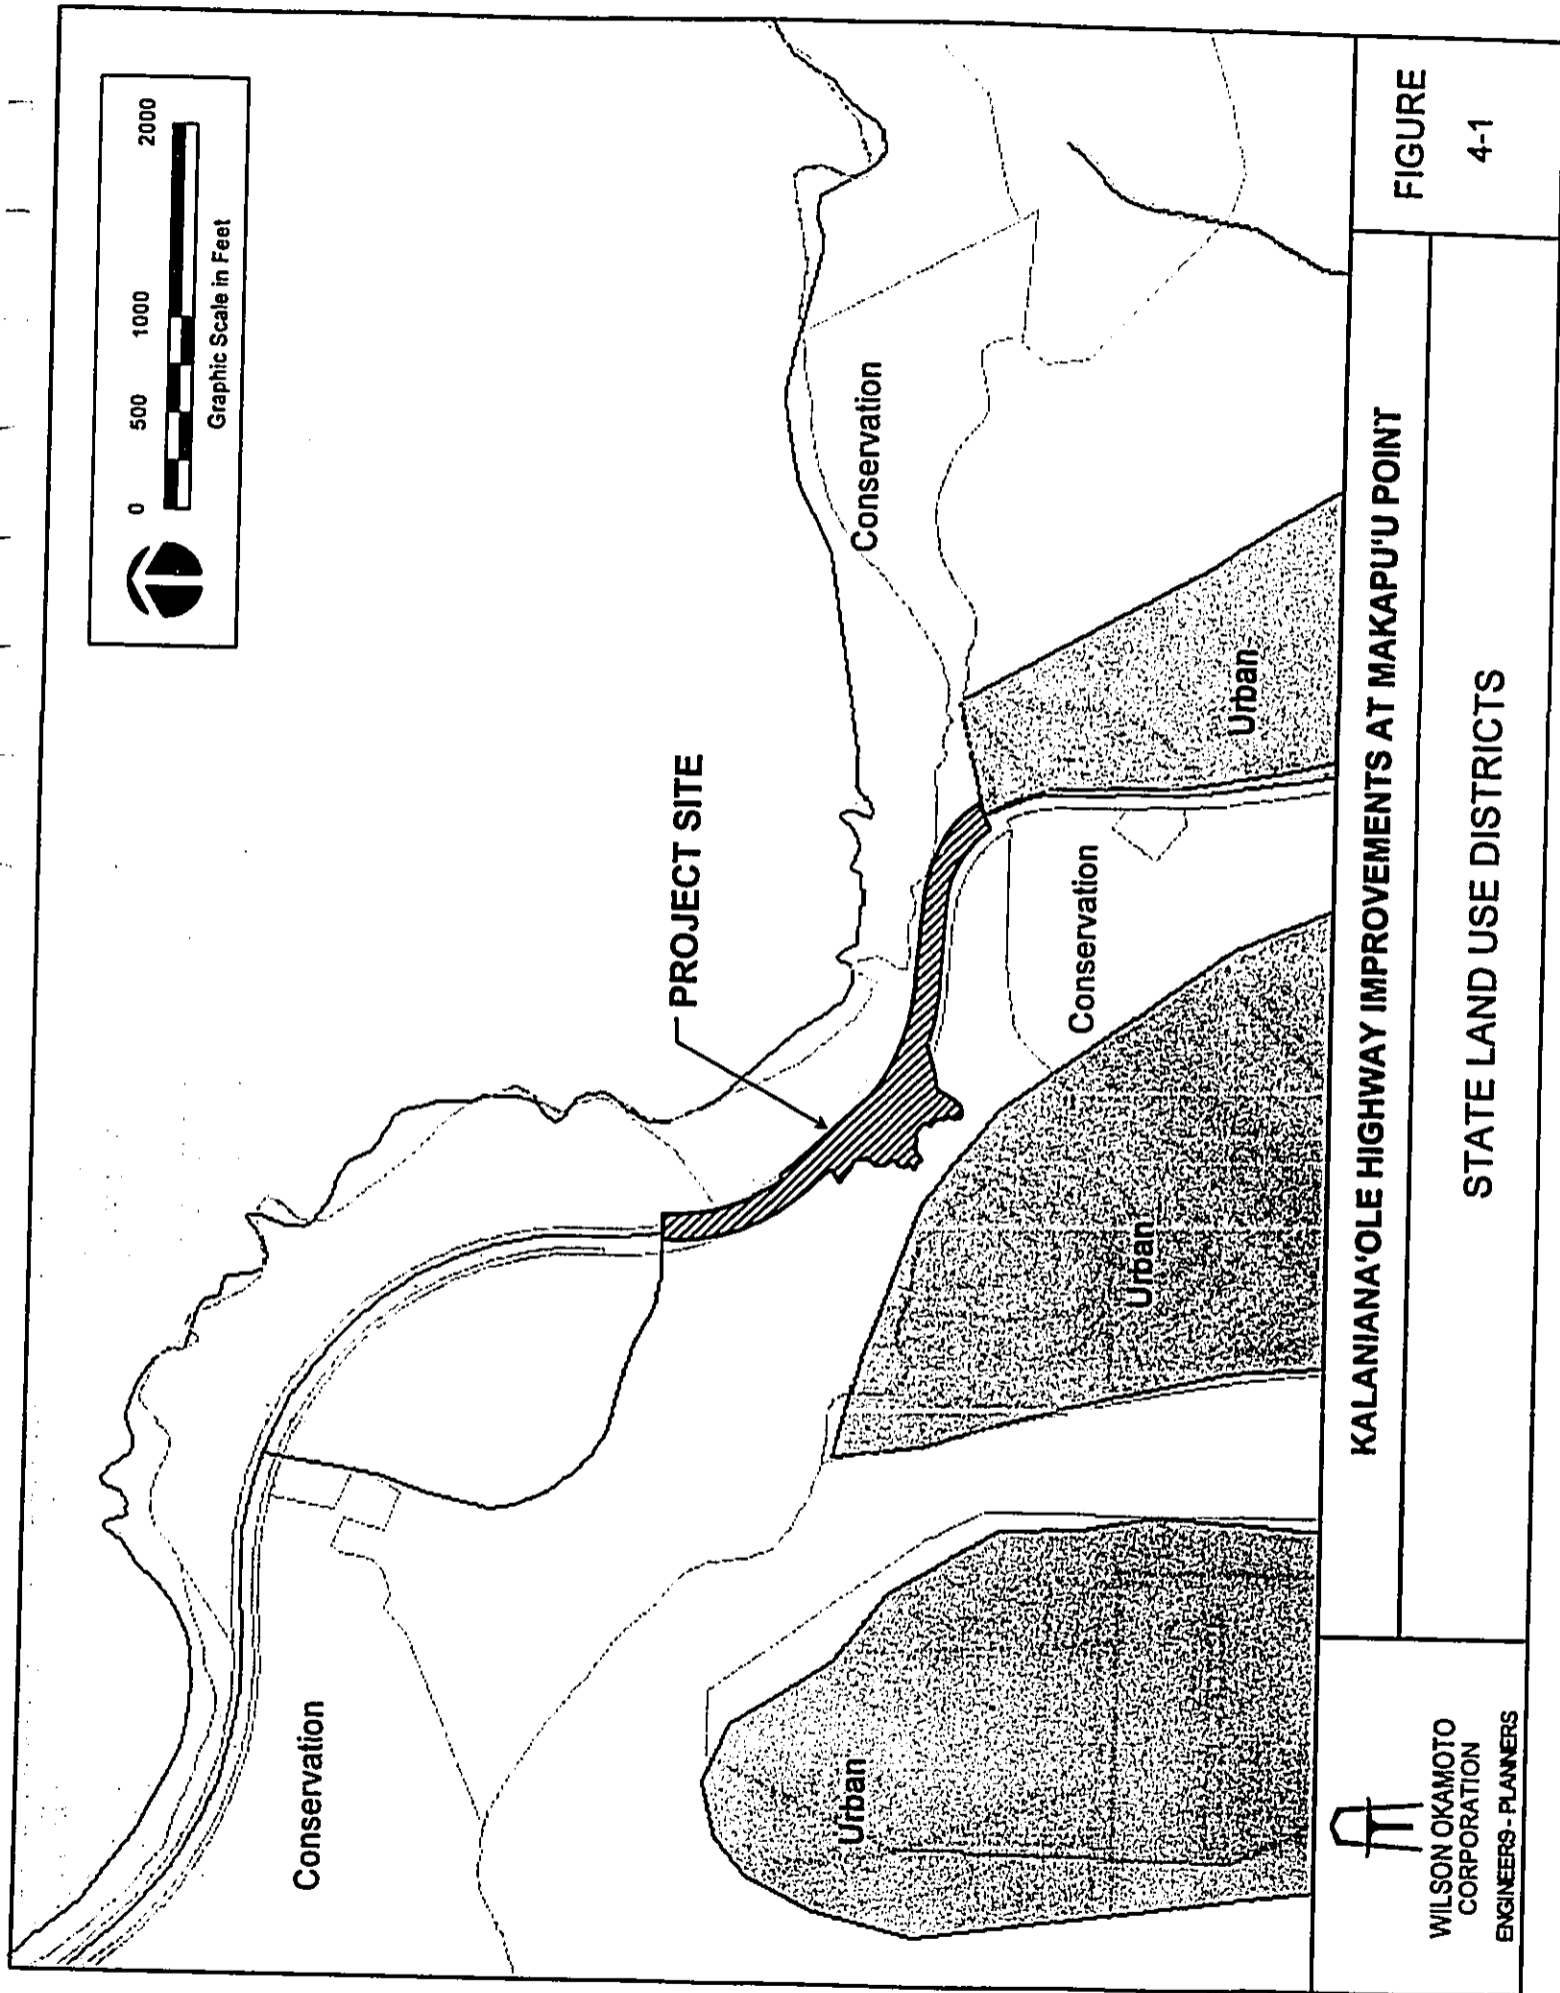 0 500 1000 2000
Graphic Scale in Feet
PROJECT SITE
Conservation
Conservation
Conservation
Urban
Urban
Urban
WILSON OKAMOTO
CORPORATION
ENGINEERS - PLANNERS
KALANIANA'OLE HIGHWAY IMPROVEMENTS AT MAKAPU'U POINT
STATE LAND USE DISTRICTS
FIGURE
4-1